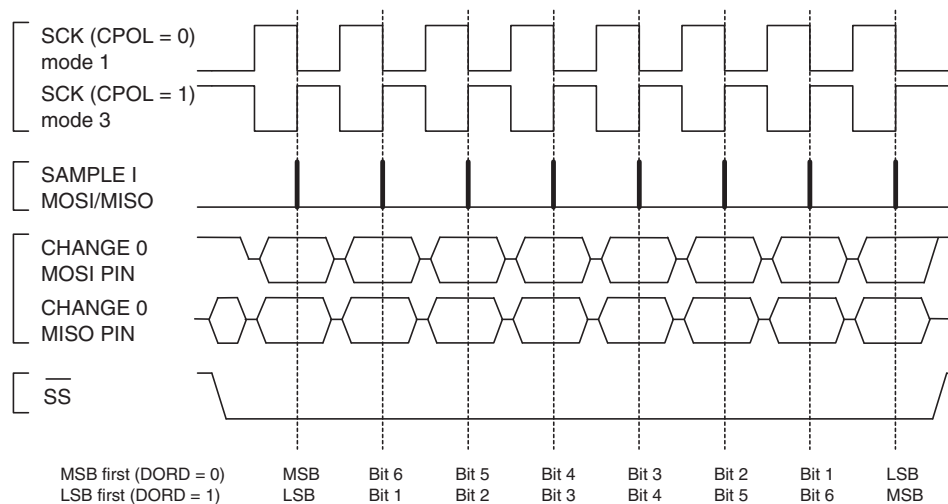 SCK (CPOL = 0)
mode 1
SCK (CPOL = 1)
mode 3
SAMPLE I
MOSI/MISO
CHANGE 0
MOSI PIN
CHANGE 0
MISO PIN
SS
MSB first (DORD = 0) MSB Bit 6 Bit 5 Bit 4 Bit 3 Bit 2 Bit 1 LSB
LSB first (DORD = 1) LSB Bit 1 Bit 2 Bit 3 Bit 4 Bit 5 Bit 6 MSB